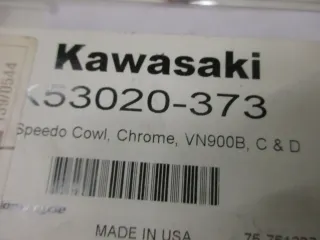 Kawasaki
K53020-373
Speedo Cowl, Chrome, VN900B, C & D
MADE IN USA